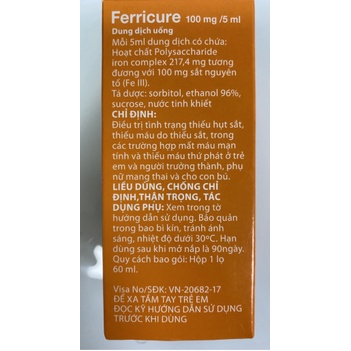 Ferricure 100 mg /5 ml
Dung dịch uống
Mỗi 5ml dung dịch có chứa:
Hoạt chất Polysaccharide
iron complex 217,4 mg tương
đương với 100 mg sắt nguyên
tố (Fe III).
Tá dược: sorbitol, ethanol 96%,
sucrose, nước tinh khiết
CHỈ ĐỊNH:
Điều trị tình trạng thiếu hụt sắt,
thiếu máu do thiếu sắt, trong
các trường hợp mất máu mạn
tính và thiếu máu thứ phát ở trẻ
em và người trưởng thành, phụ
nữ mang thai và cho con bú.
LIỀU DÙNG, CHỐNG CHỈ
ĐỊNH,THẬN TRỌNG, TÁC
DỤNG PHỤ: Xem trong tờ
hướng dẫn sử dụng. Bảo quản
trong bao bì kín, tránh ánh
sáng, nhiệt độ dưới 30ºC. Hạn
dùng sau mở lắp là 90ngày.
Quy cách bao gói: Hộp 1 lọ
60 ml.
Visa No/SĐK: VN-20682-17
ĐỂ XA TẦM TAY TRẺ EM
ĐỌC KỸ HƯỚNG DẪN SỬ DỤNG
TRƯỚC KHI DÙNG